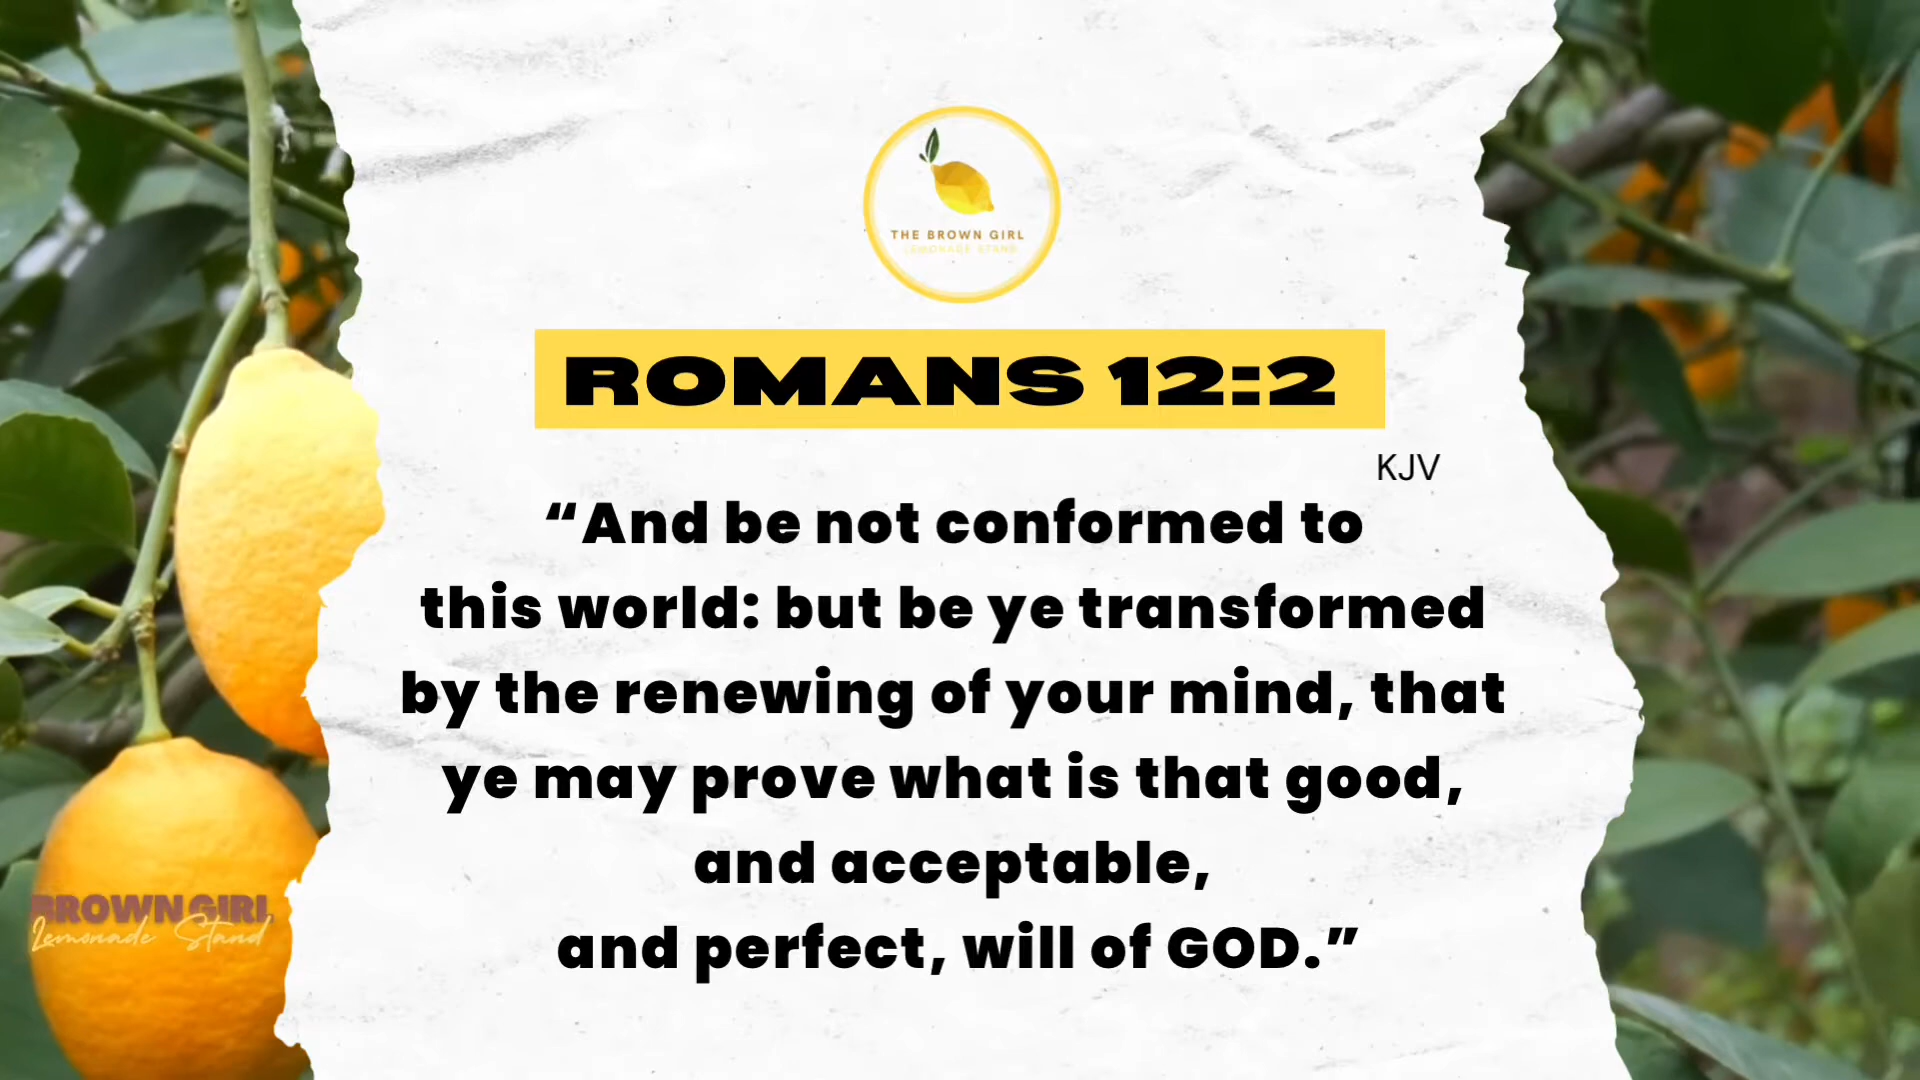 THE BROWN GIRL
LEMONADE STAND
ROMANS 12:2
KJV
“And be not conformed to
this world: but be ye transformed
by the renewing of your mind, that
ye may prove what is that good,
and acceptable,
and perfect, will of GOD.”
BROWN GIRL
Lemonade Stand